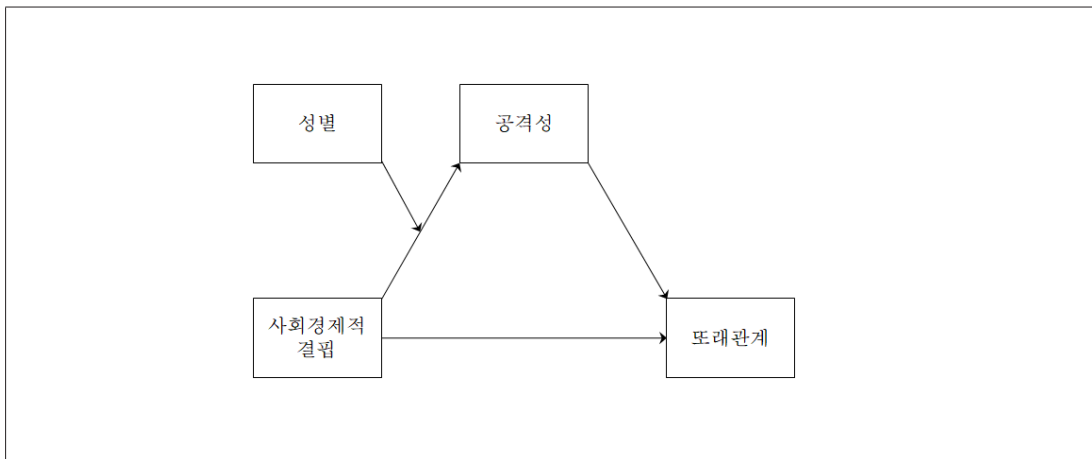 성별
공격성
사회경제적
결핍
또래관계